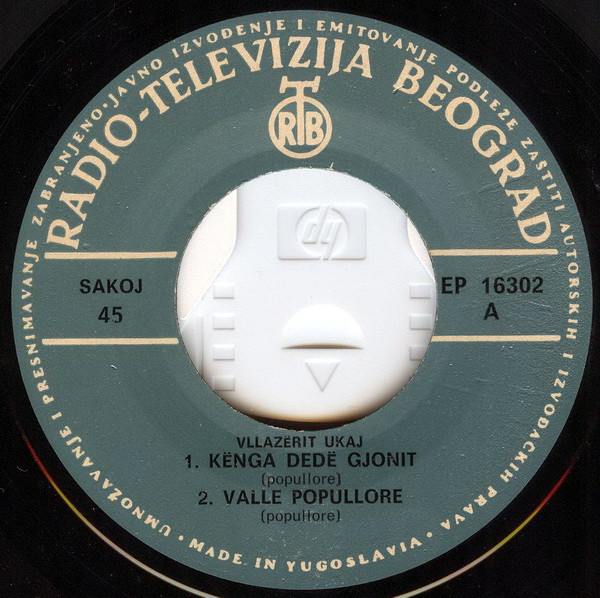 UMNOŽAVANJE I PRESNIMAVANJE ZABRANJENO · JAVNO IZVOĐENJE I EMITOVANJE PODLEŽE ZAŠTITI AUTORSKIH I IZVOĐAČKIH PRAVA ·
RADIO-TELEVIZIJA BEOGRAD
RTB
hp
SAKOJ
45
EP 16302
A
VLLAZËRIT UKAJ
1. KËNGA DEDË GJONIT
(popullore)
2. VALLE POPULLORE
(popullore)
MADE IN YUGOSLAVIA ·